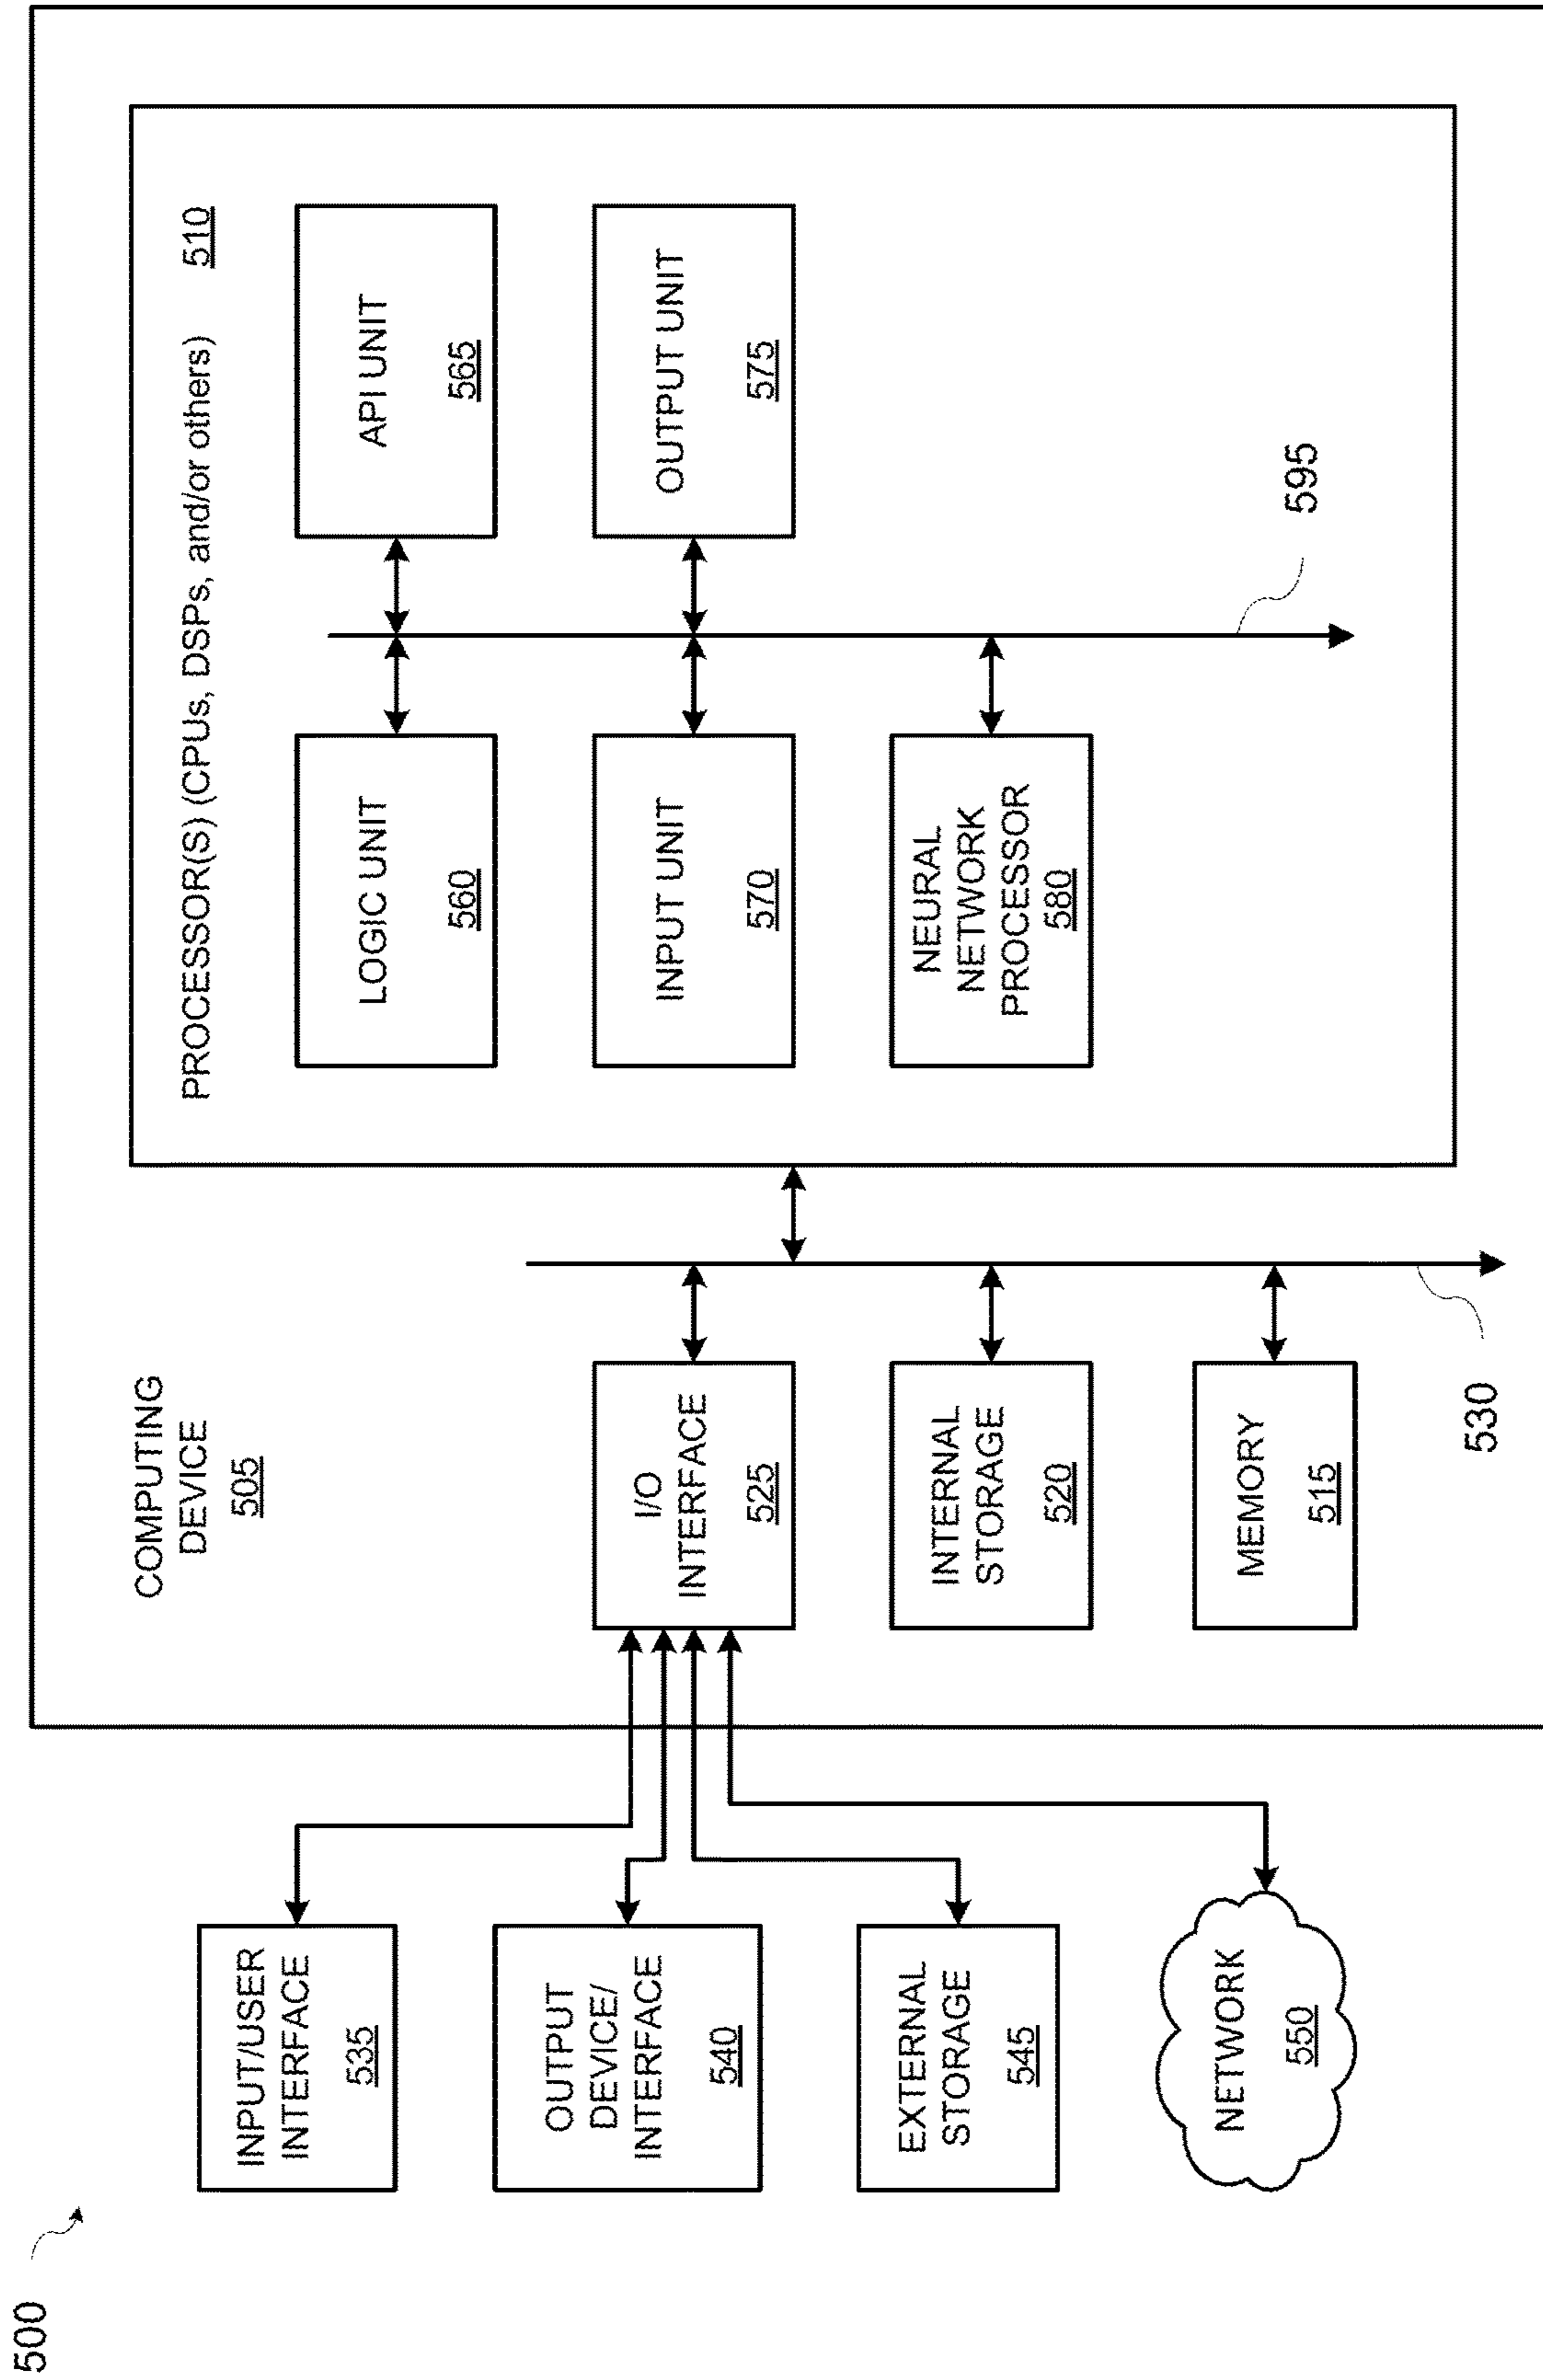 500
INPUT/USER
INTERFACE
535
OUTPUT
DEVICE/
INTERFACE
540
EXTERNAL
STORAGE
545
NETWORK
550
COMPUTING
DEVICE
505
I/O
INTERFACE
525
INTERNAL
STORAGE
520
MEMORY
515
530
PROCESSOR(S) (CPUs, DSPs, and/or others) 510
LOGIC UNIT
560
API UNIT
565
INPUT UNIT
570
OUTPUT UNIT
575
NEURAL
NETWORK
PROCESSOR
580
595